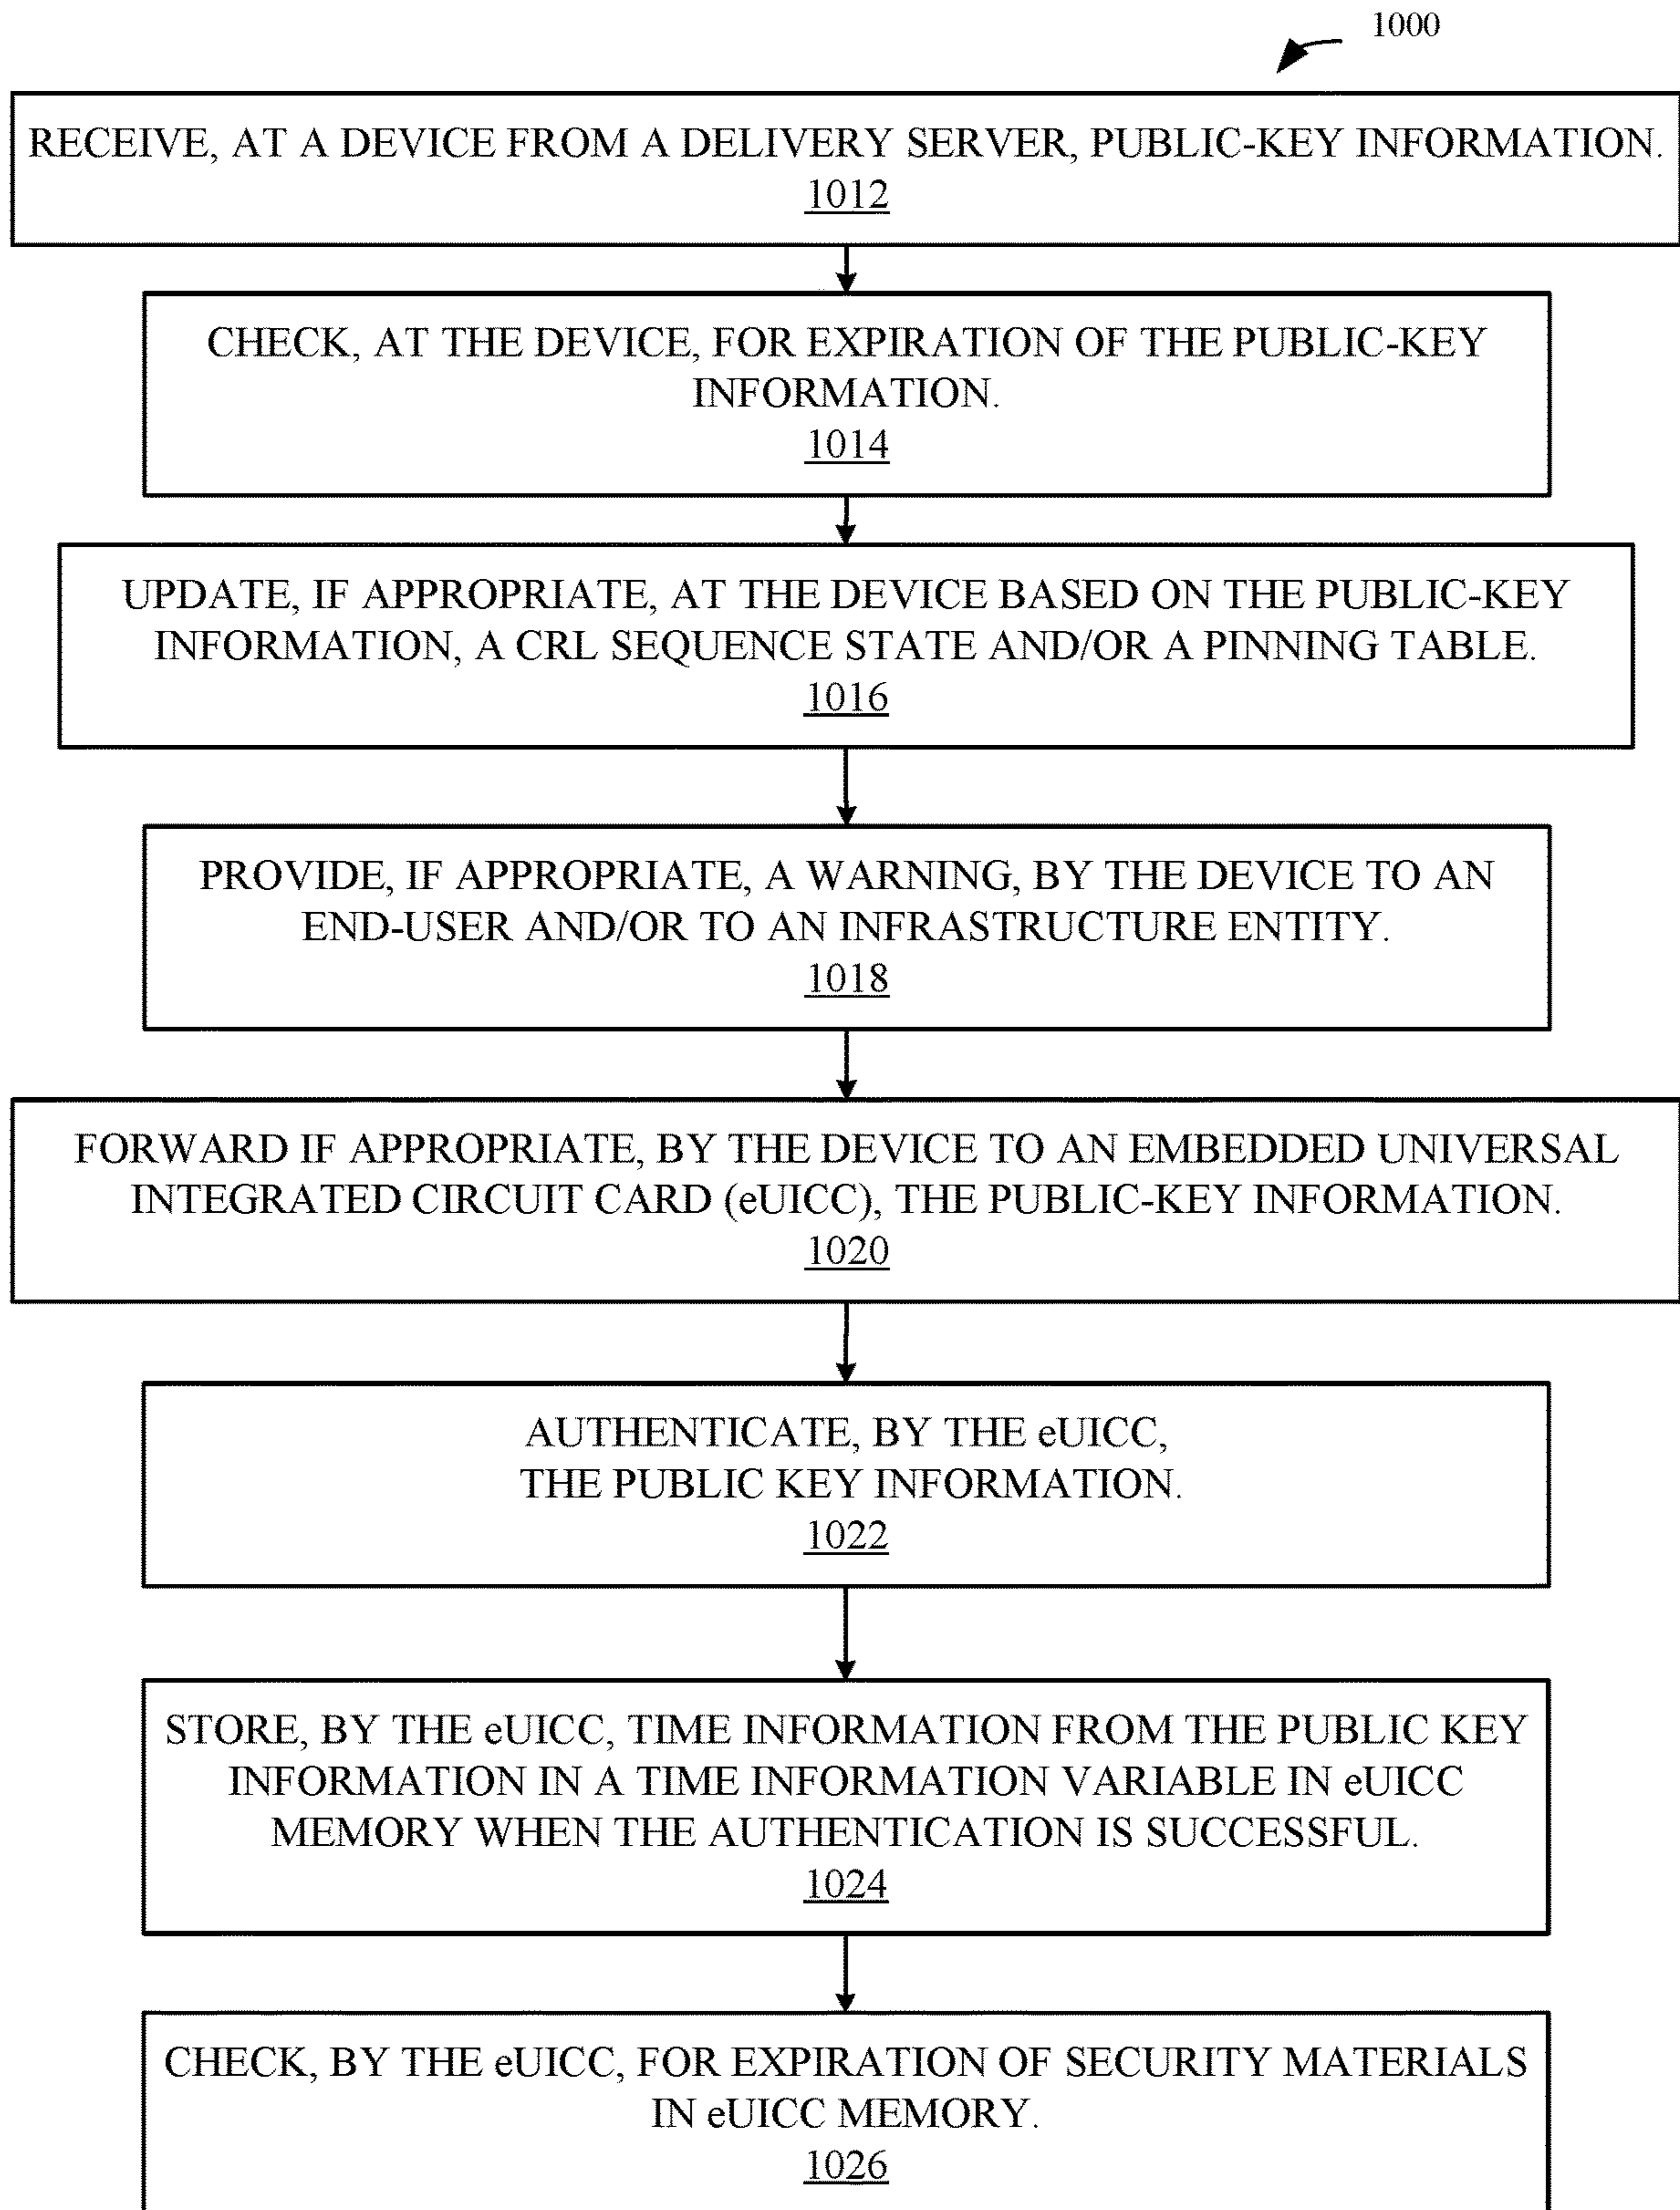 1000
RECEIVE, AT A DEVICE FROM A DELIVERY SERVER, PUBLIC-KEY INFORMATION.
1012
CHECK, AT THE DEVICE, FOR EXPIRATION OF THE PUBLIC-KEY
INFORMATION.
1014
UPDATE, IF APPROPRIATE, AT THE DEVICE BASED ON THE PUBLIC-KEY
INFORMATION, A CRL SEQUENCE STATE AND/OR A PINNING TABLE.
1016
PROVIDE, IF APPROPRIATE, A WARNING, BY THE DEVICE TO AN
END-USER AND/OR TO AN INFRASTRUCTURE ENTITY.
1018
FORWARD IF APPROPRIATE, BY THE DEVICE TO AN EMBEDDED UNIVERSAL
INTEGRATED CIRCUIT CARD (eUICC), THE PUBLIC-KEY INFORMATION.
1020
AUTHENTICATE, BY THE eUICC,
THE PUBLIC KEY INFORMATION.
1022
STORE, BY THE eUICC, TIME INFORMATION FROM THE PUBLIC KEY
INFORMATION IN A TIME INFORMATION VARIABLE IN eUICC
MEMORY WHEN THE AUTHENTICATION IS SUCCESSFUL.
1024
CHECK, BY THE eUICC, FOR EXPIRATION OF SECURITY MATERIALS
IN eUICC MEMORY.
1026